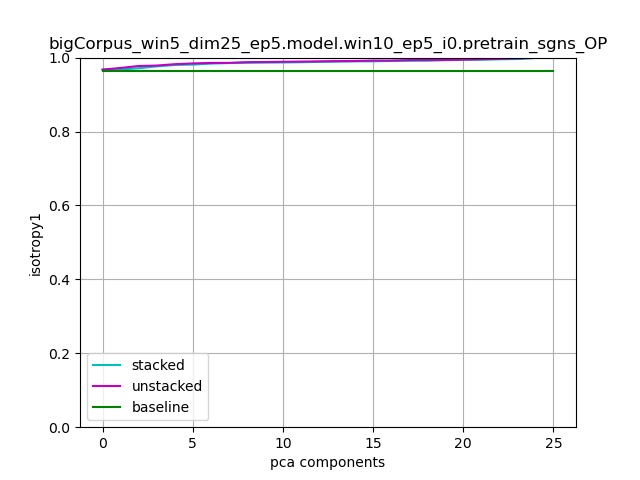 bigCorpus_win5_dim25_ep5.model.win10_ep5_i0.pretrain_sgns_OP
1.0
0.8
0.6
0.4
0.2
0.0
isotropy1
stacked
unstacked
baseline
0 5 10 15 20 25
pca components